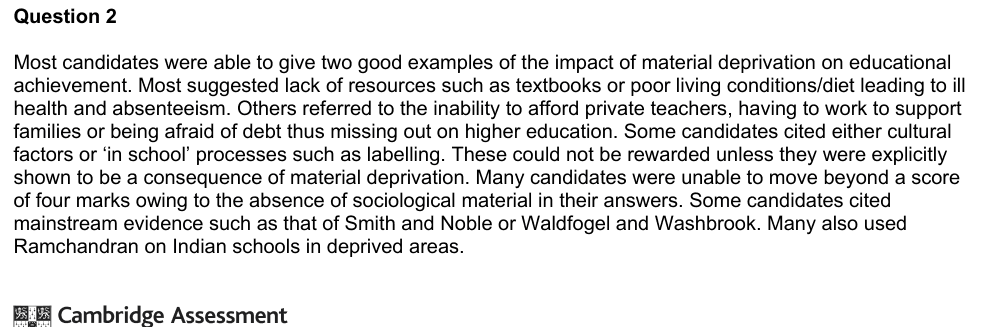 Question 2
Most candidates were able to give two good examples of the impact of material deprivation on educational
achievement. Most suggested lack of resources such as textbooks or poor living conditions/diet leading to ill
health and absenteeism. Others referred to the inability to afford private teachers, having to work to support
families or being afraid of debt thus missing out on higher education. Some candidates cited either cultural
factors or ‘in school’ processes such as labelling. These could not be rewarded unless they were explicitly
shown to be a consequence of material deprivation. Many candidates were unable to move beyond a score
of four marks owing to the absence of sociological material in their answers. Some candidates cited
mainstream evidence such as that of Smith and Noble or Waldfogel and Washbrook. Many also used
Ramchandran on Indian schools in deprived areas.
Cambridge Assessment